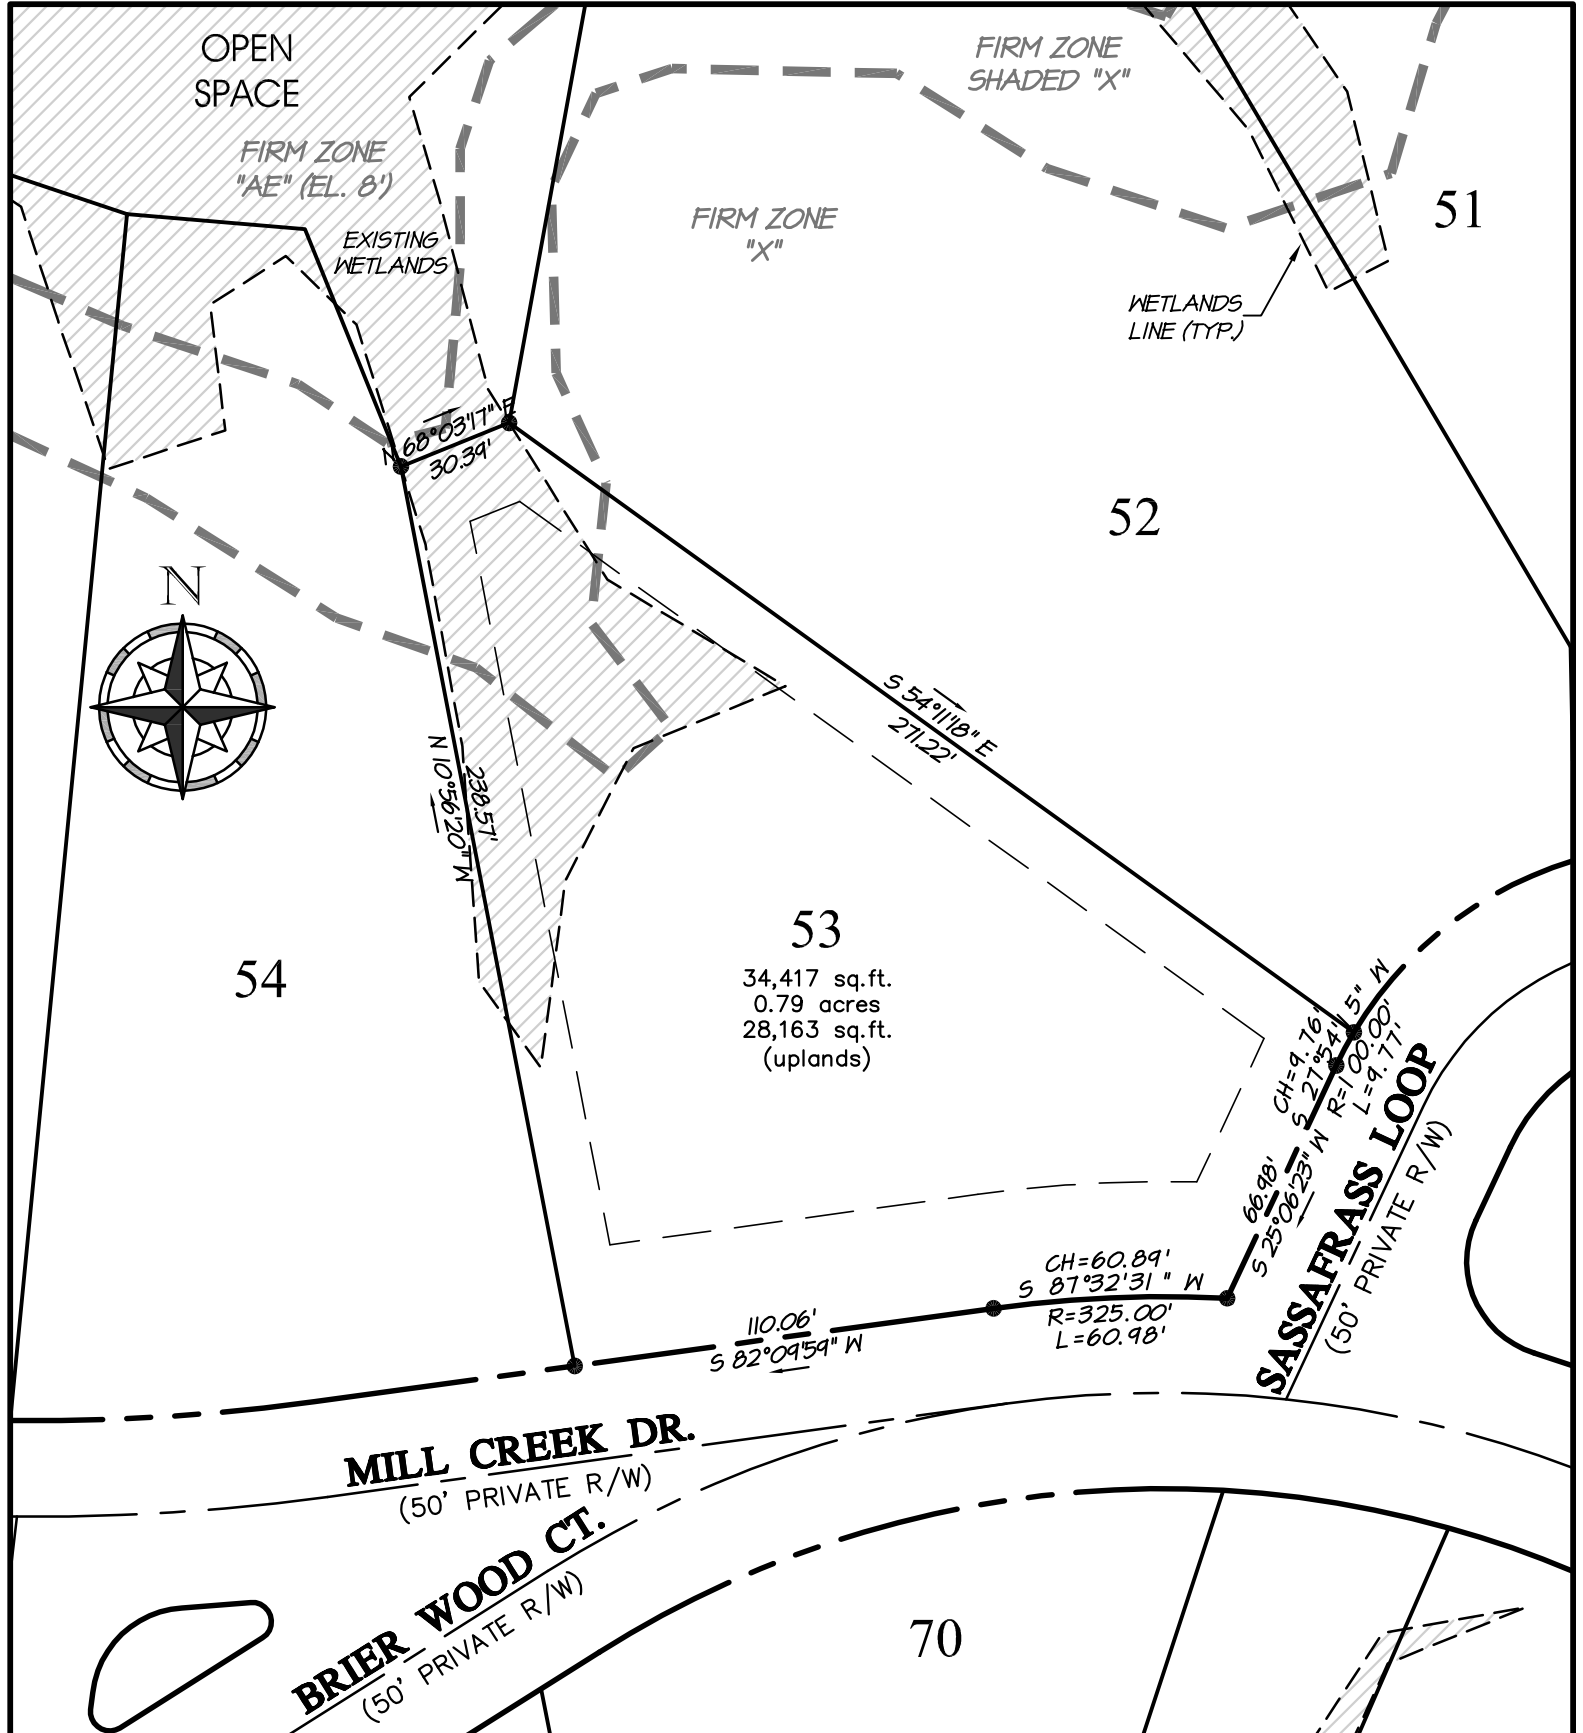 OPEN
SPACE
FIRM ZONE
"AE" (EL. 8')
EXISTING
WETLANDS
FIRM ZONE
SHADED "X"
FIRM ZONE
"X"
51
WETLANDS
LINE (TYP.)
N 68°03'17" E
30.39'
52
N
S 54°11'18" E
271.22'
N 10°56'20" W
238.57'
53
34,417 sq.ft.
0.79 acres
28,163 sq.ft.
(uplands)
54
CH=9.76'
S 27°54'15" W
R=100.00'
L=9.77'
66.98'
S 25°06'23" W
SASSAFRASS LOOP
(50' PRIVATE R/W)
CH=60.89'
S 87°32'31" W
R=325.00'
L=60.98'
110.06'
S 82°09'59" W
MILL CREEK DR.
(50' PRIVATE R/W)
BRIER WOOD CT.
(50' PRIVATE R/W)
70